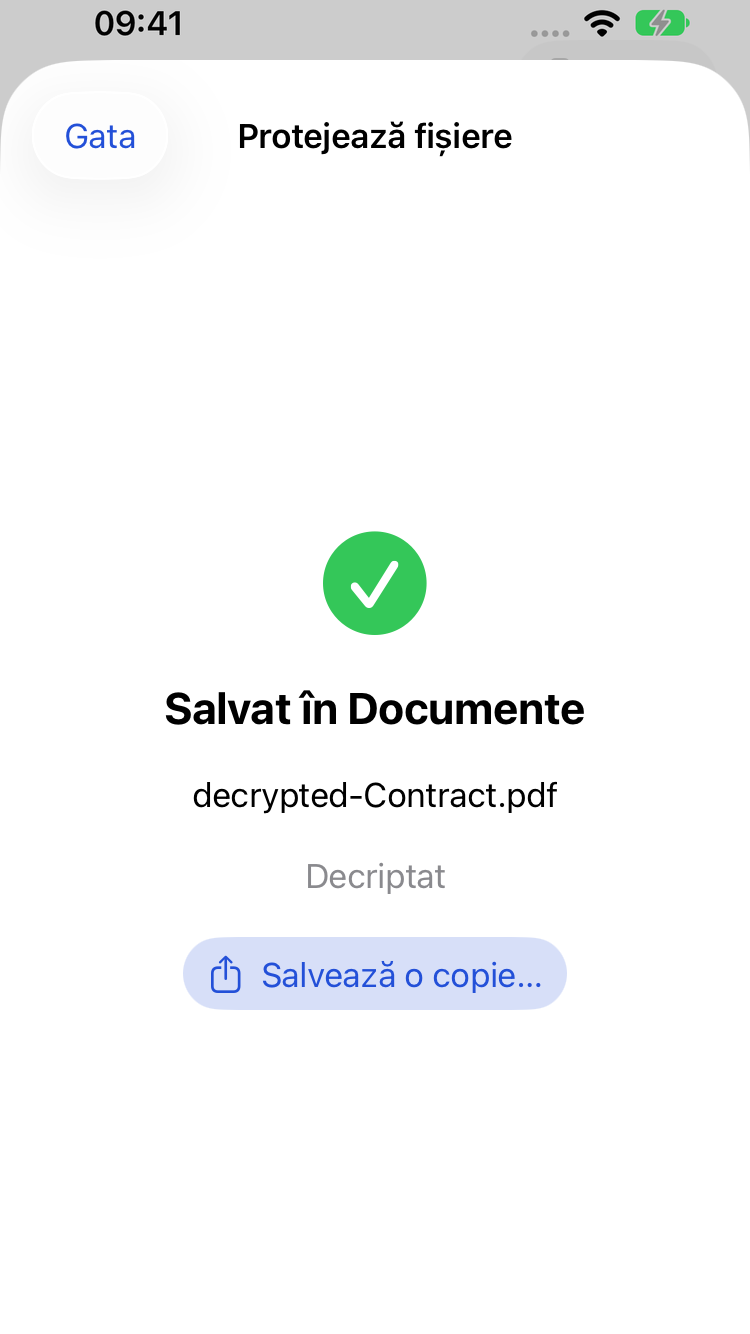 09:41
Gata
Protejează fișiere
Salvat în Documente
decrypted-Contract.pdf
Decriptat
Salvează o copie...